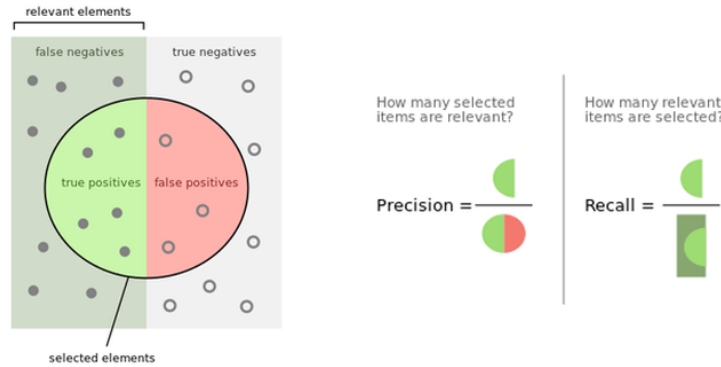 relevant elements
false negatives
true negatives
true positives
false positives
selected elements
How many selected
items are relevant?
Precision =
How many relevant
items are selected?
Recall =